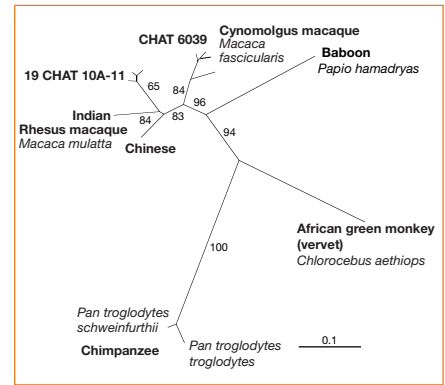 Cynomolgus macaque
Macaca
fascicularis
CHAT 6039
Baboon
Papio hamadryas
19 CHAT 10A-11
65
84
96
Indian
Rhesus macaque
Macaca mulatta
84
83
Chinese
94
African green monkey
(vervet)
Chlorocebus aethiops
100
Pan troglodytes
schweinfurthii
Chimpanzee
Pan troglodytes
troglodytes
0.1